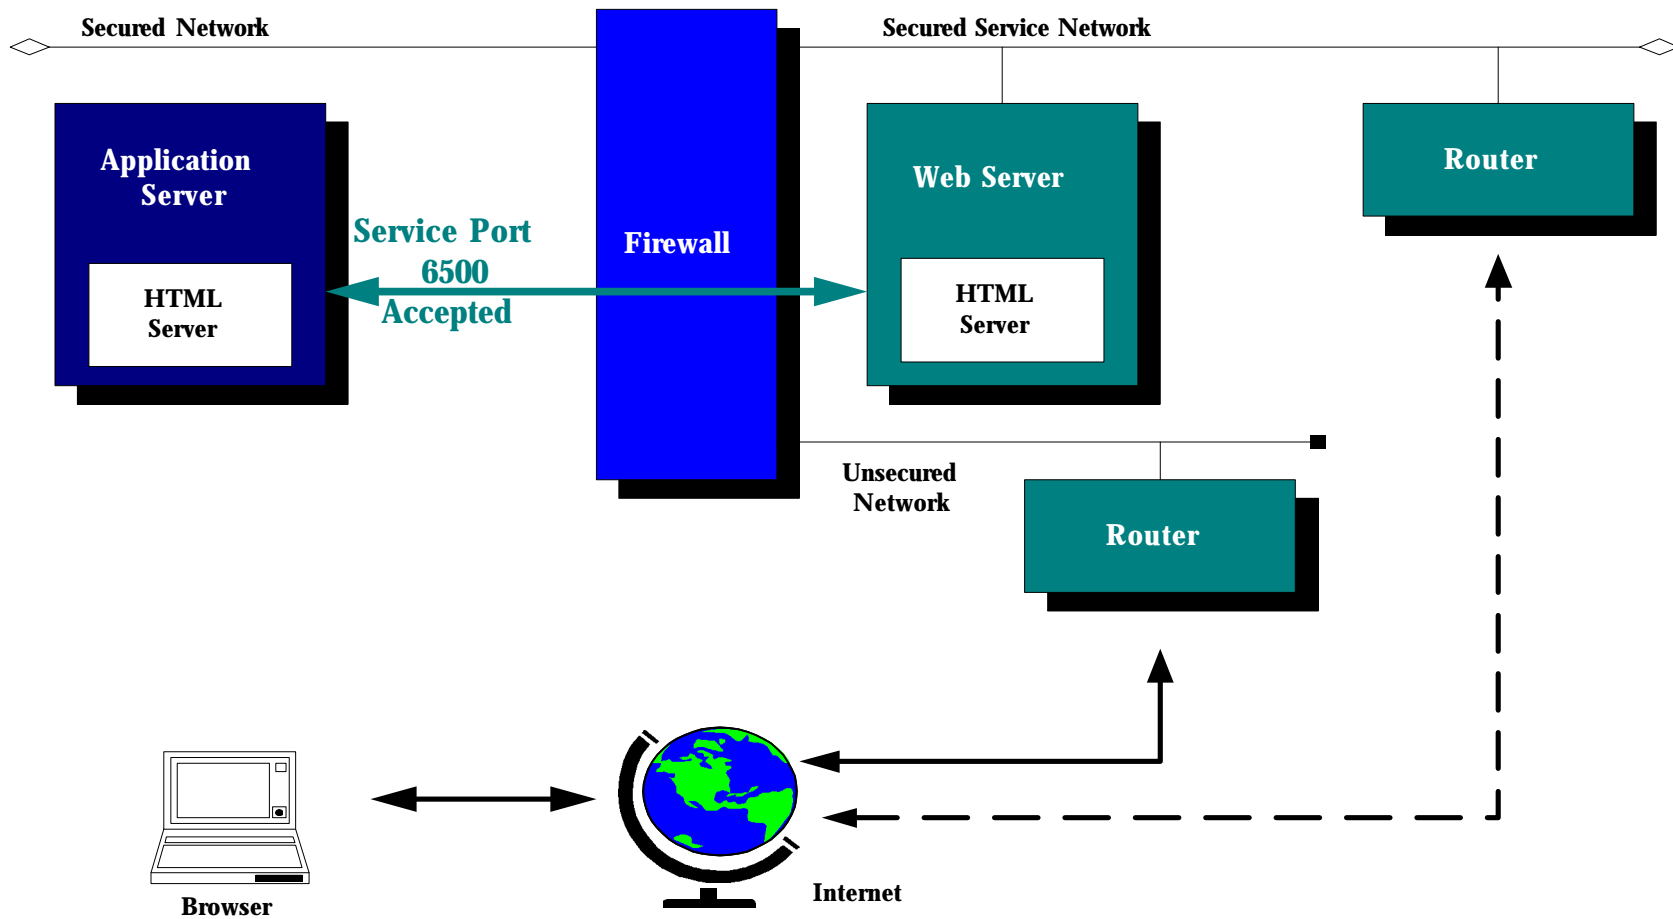 Secured Network
Secured Service Network
Application
Server
Web Server
Router
Service Port
6500
Accepted
Firewall
HTML
Server
HTML
Server
Unsecured
Network
Router
Internet
Browser